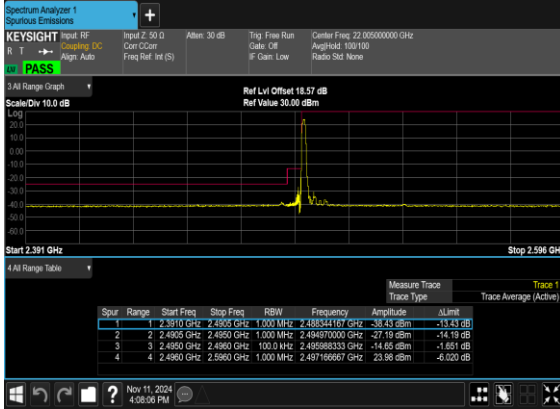 Spectrum Analyzer 1
Spurious Emissions
+
KEYSIGHT Input: RF Input Z: 50 Ω Atten: 30 dB Trig: Free Run Center Freq: 22.005000000 GHz
R T Coupling: DC Corr CCorr Gate: Off Avg|Hold: 100/100
Align: Auto Freq Ref: Int (S) IF Gain: Low Radio Std: None
PASS
3 All Range Graph
Ref Lvl Offset 18.57 dB
Scale/Div 10.0 dB Ref Value 30.00 dBm
Log
20.0
10.0
0.00
-10.0
-20.0
-30.0
-40.0
-50.0
-60.0
Start 2.391 GHz Stop 2.596 GH
4 All Range Table
Measure Trace Trace 1
Trace Type Trace Average (Active)
Spur Range Start Freq Stop Freq RBW Frequency Amplitude ΔLimit
1 1 2.3910 GHz 2.4905 GHz 1.000 MHz 2.488344167 GHz -38.43 dBm -13.43 dB
2 2 2.4905 GHz 2.4950 GHz 1.000 MHz 2.494970000 GHz -27.19 dBm -14.19 dB
3 3 2.4950 GHz 2.4960 GHz 100.0 kHz 2.495988333 GHz -14.65 dBm -1.651 dB
4 4 2.4960 GHz 2.5960 GHz 1.000 MHz 2.497166667 GHz 23.98 dBm -6.020 dB
?
Nov 11, 2024
4:08:06 PM